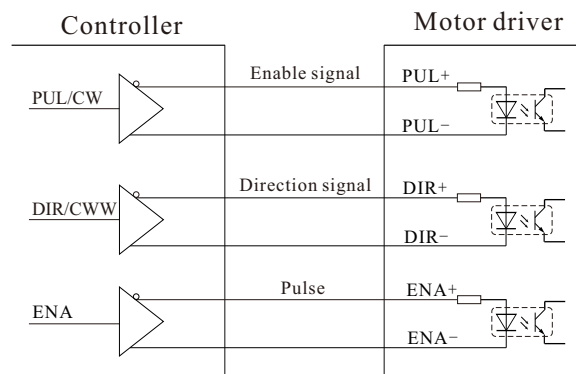 Controller
Motor driver
Enable signal
PUL+
PUL/CW
PUL−
Direction signal
DIR+
DIR/CWW
DIR−
Pulse
ENA+
ENA
ENA−